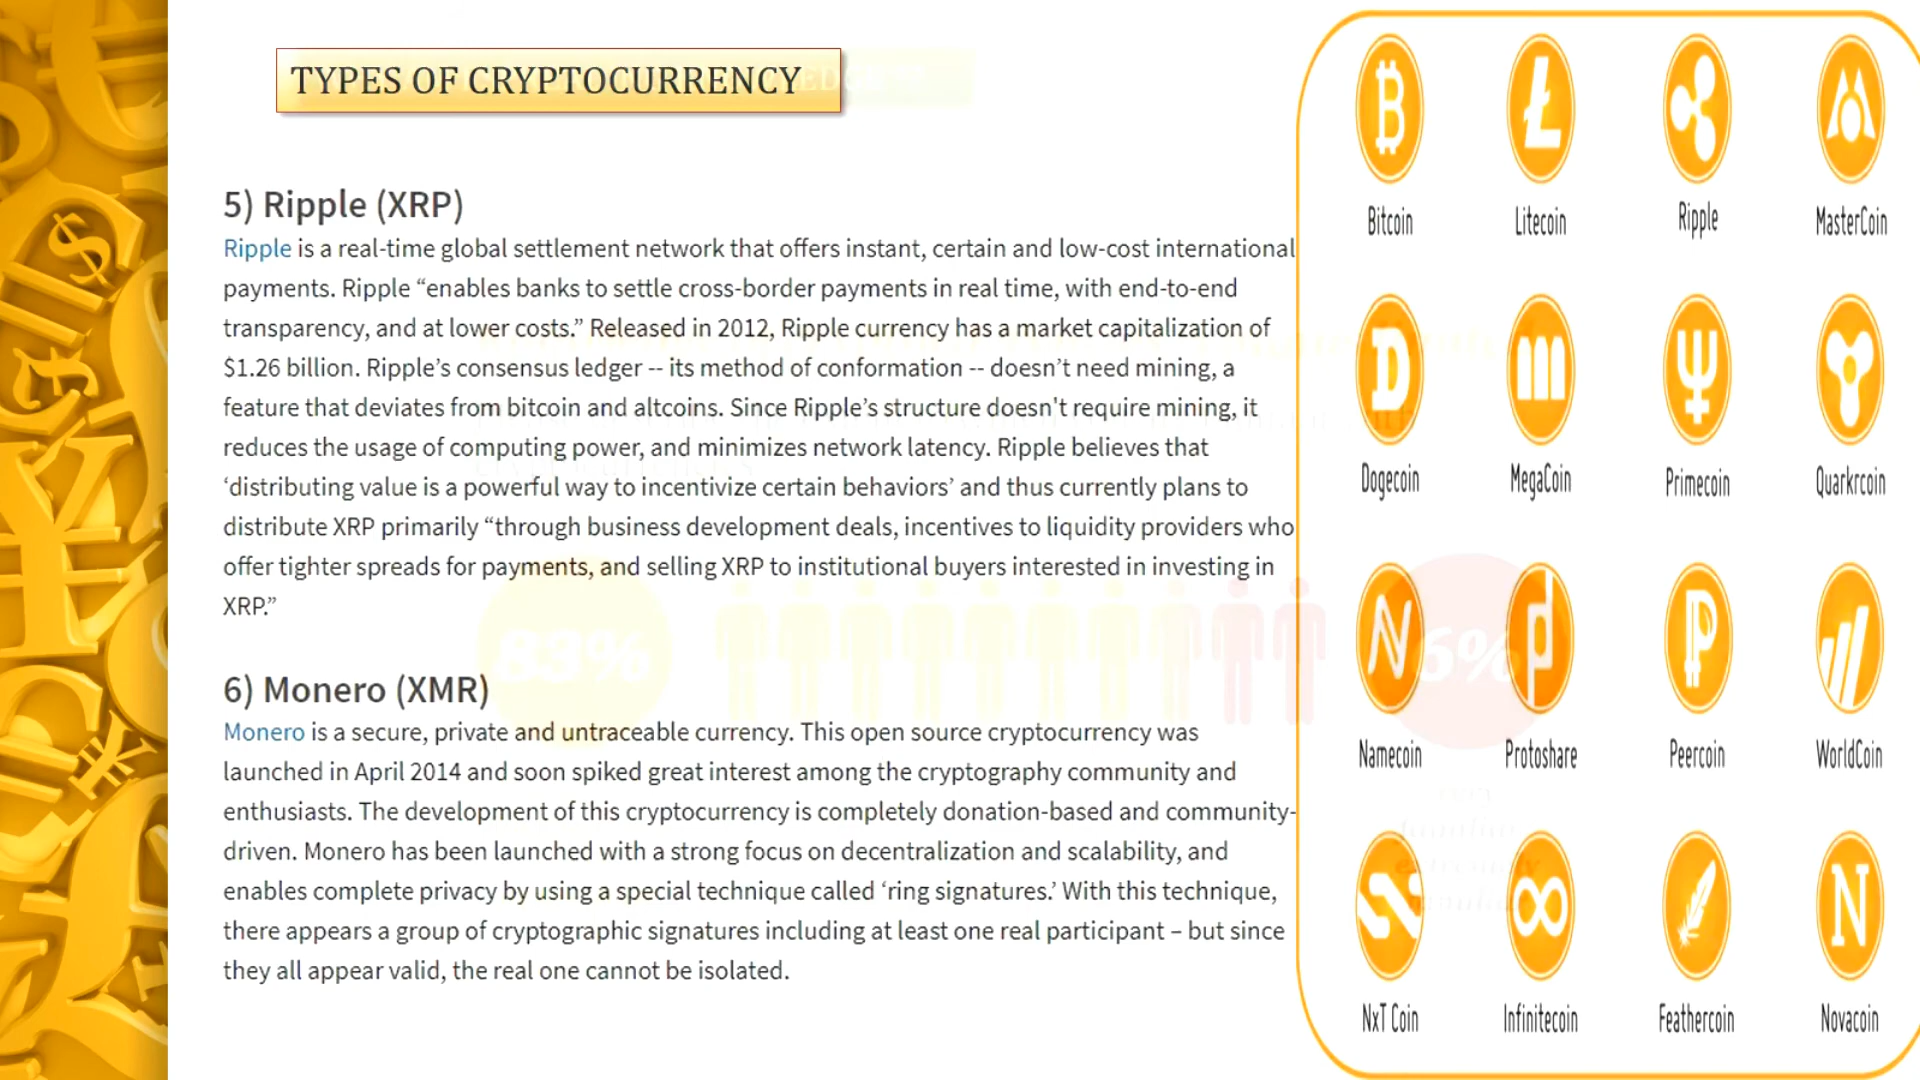 TYPES OF CRYPTOCURRENCY
5) Ripple (XRP)
Ripple is a real-time global settlement network that offers instant, certain and low-cost international
payments. Ripple “enables banks to settle cross-border payments in real time, with end-to-end
transparency, and at lower costs.” Released in 2012, Ripple currency has a market capitalization of
$1.26 billion. Ripple’s consensus ledger -- its method of conformation -- doesn’t need mining, a
feature that deviates from bitcoin and altcoins. Since Ripple’s structure doesn't require mining, it
reduces the usage of computing power, and minimizes network latency. Ripple believes that
‘distributing value is a powerful way to incentivize certain behaviors’ and thus currently plans to
distribute XRP primarily “through business development deals, incentives to liquidity providers who
offer tighter spreads for payments, and selling XRP to institutional buyers interested in investing in
XRP.”
83%
6%
6) Monero (XMR)
Monero is a secure, private and untraceable currency. This open source cryptocurrency was
launched in April 2014 and soon spiked great interest among the cryptography community and
enthusiasts. The development of this cryptocurrency is completely donation-based and community-
driven. Monero has been launched with a strong focus on decentralization and scalability, and
enables complete privacy by using a special technique called ‘ring signatures.’ With this technique,
there appears a group of cryptographic signatures including at least one real participant – but since
they all appear valid, the real one cannot be isolated.
Bitcoin
Litecoin
Ripple
MasterCoin
Dogecoin
MegaCoin
Primecoin
Quarkrcoin
Namecoin
Protoshare
Peercoin
WorldCoin
NxT Coin
Infinitecoin
Feathercoin
Novacoin